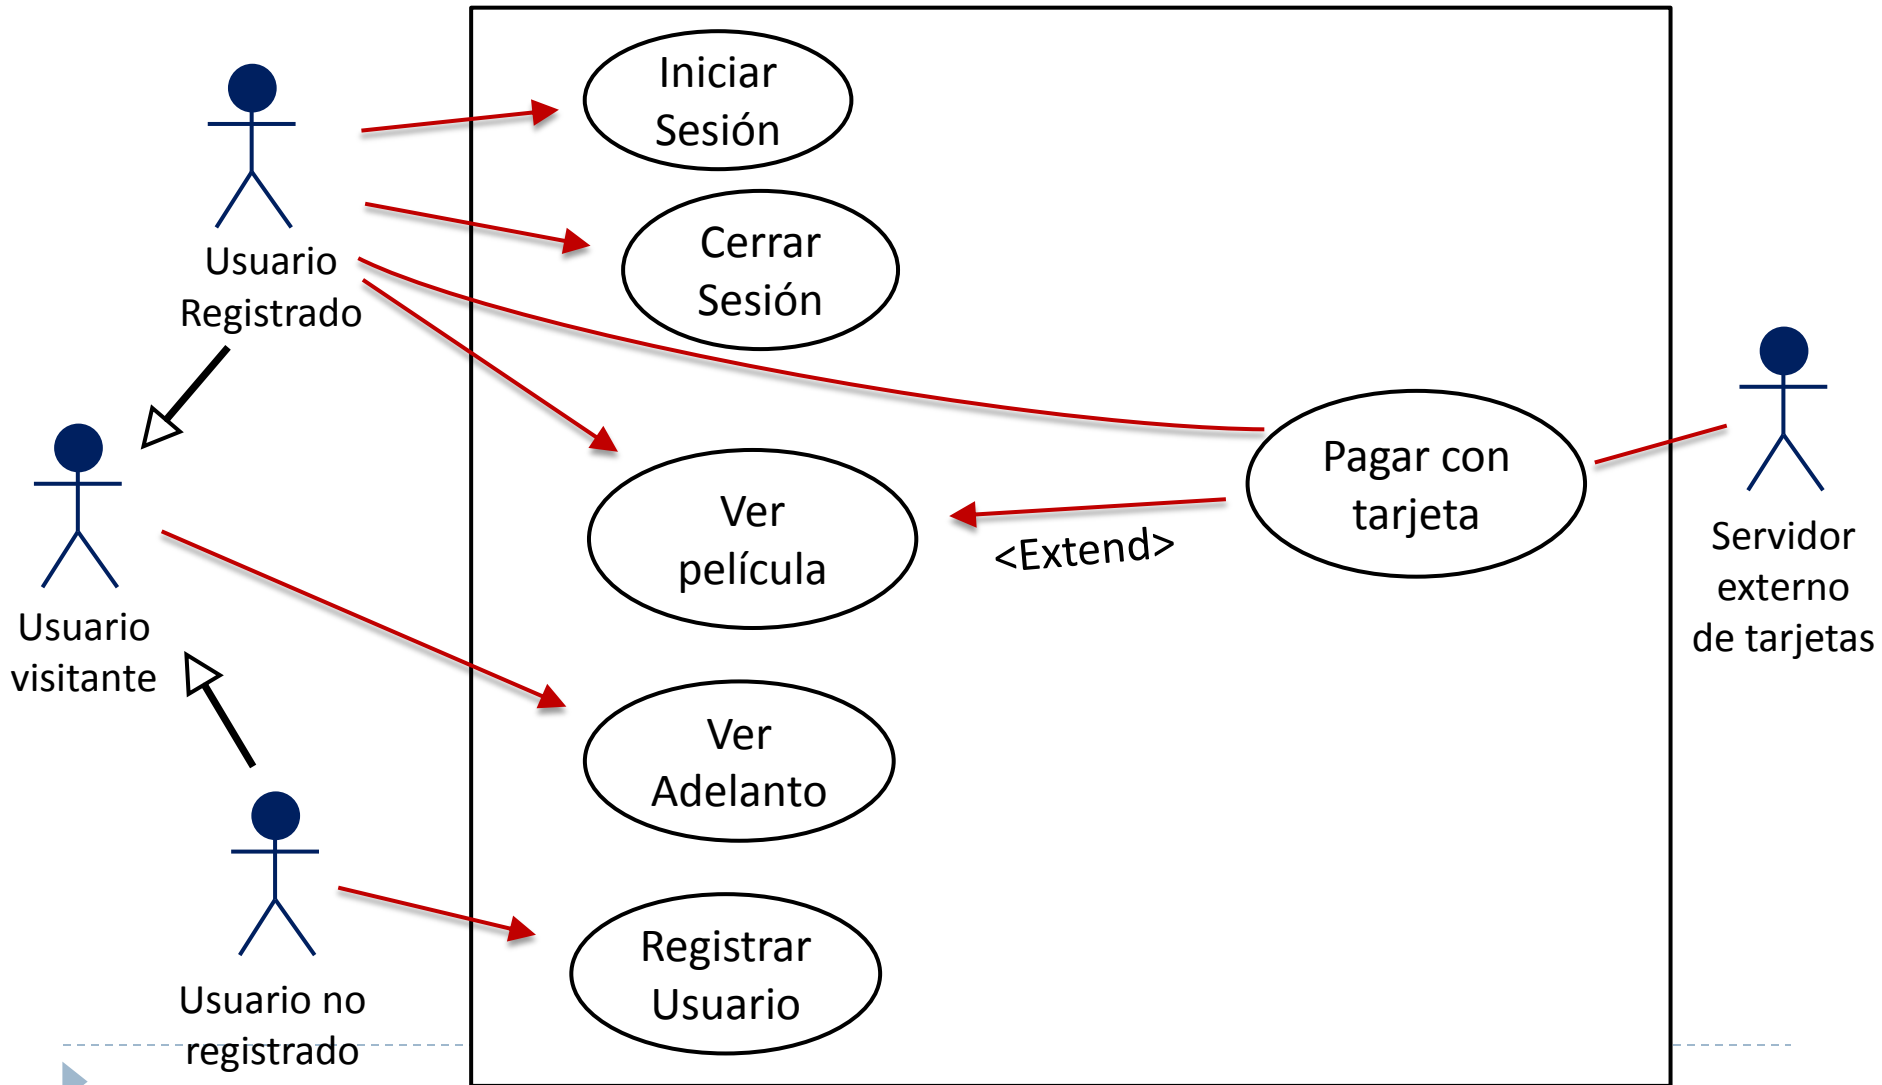 Iniciar
Sesión
Usuario
Registrado
Cerrar
Sesión
Pagar con
tarjeta
Ver
película
<Extend>
Servidor
externo
de tarjetas
Usuario
visitante
Ver
Adelanto
Registrar
Usuario
Usuario no
registrado